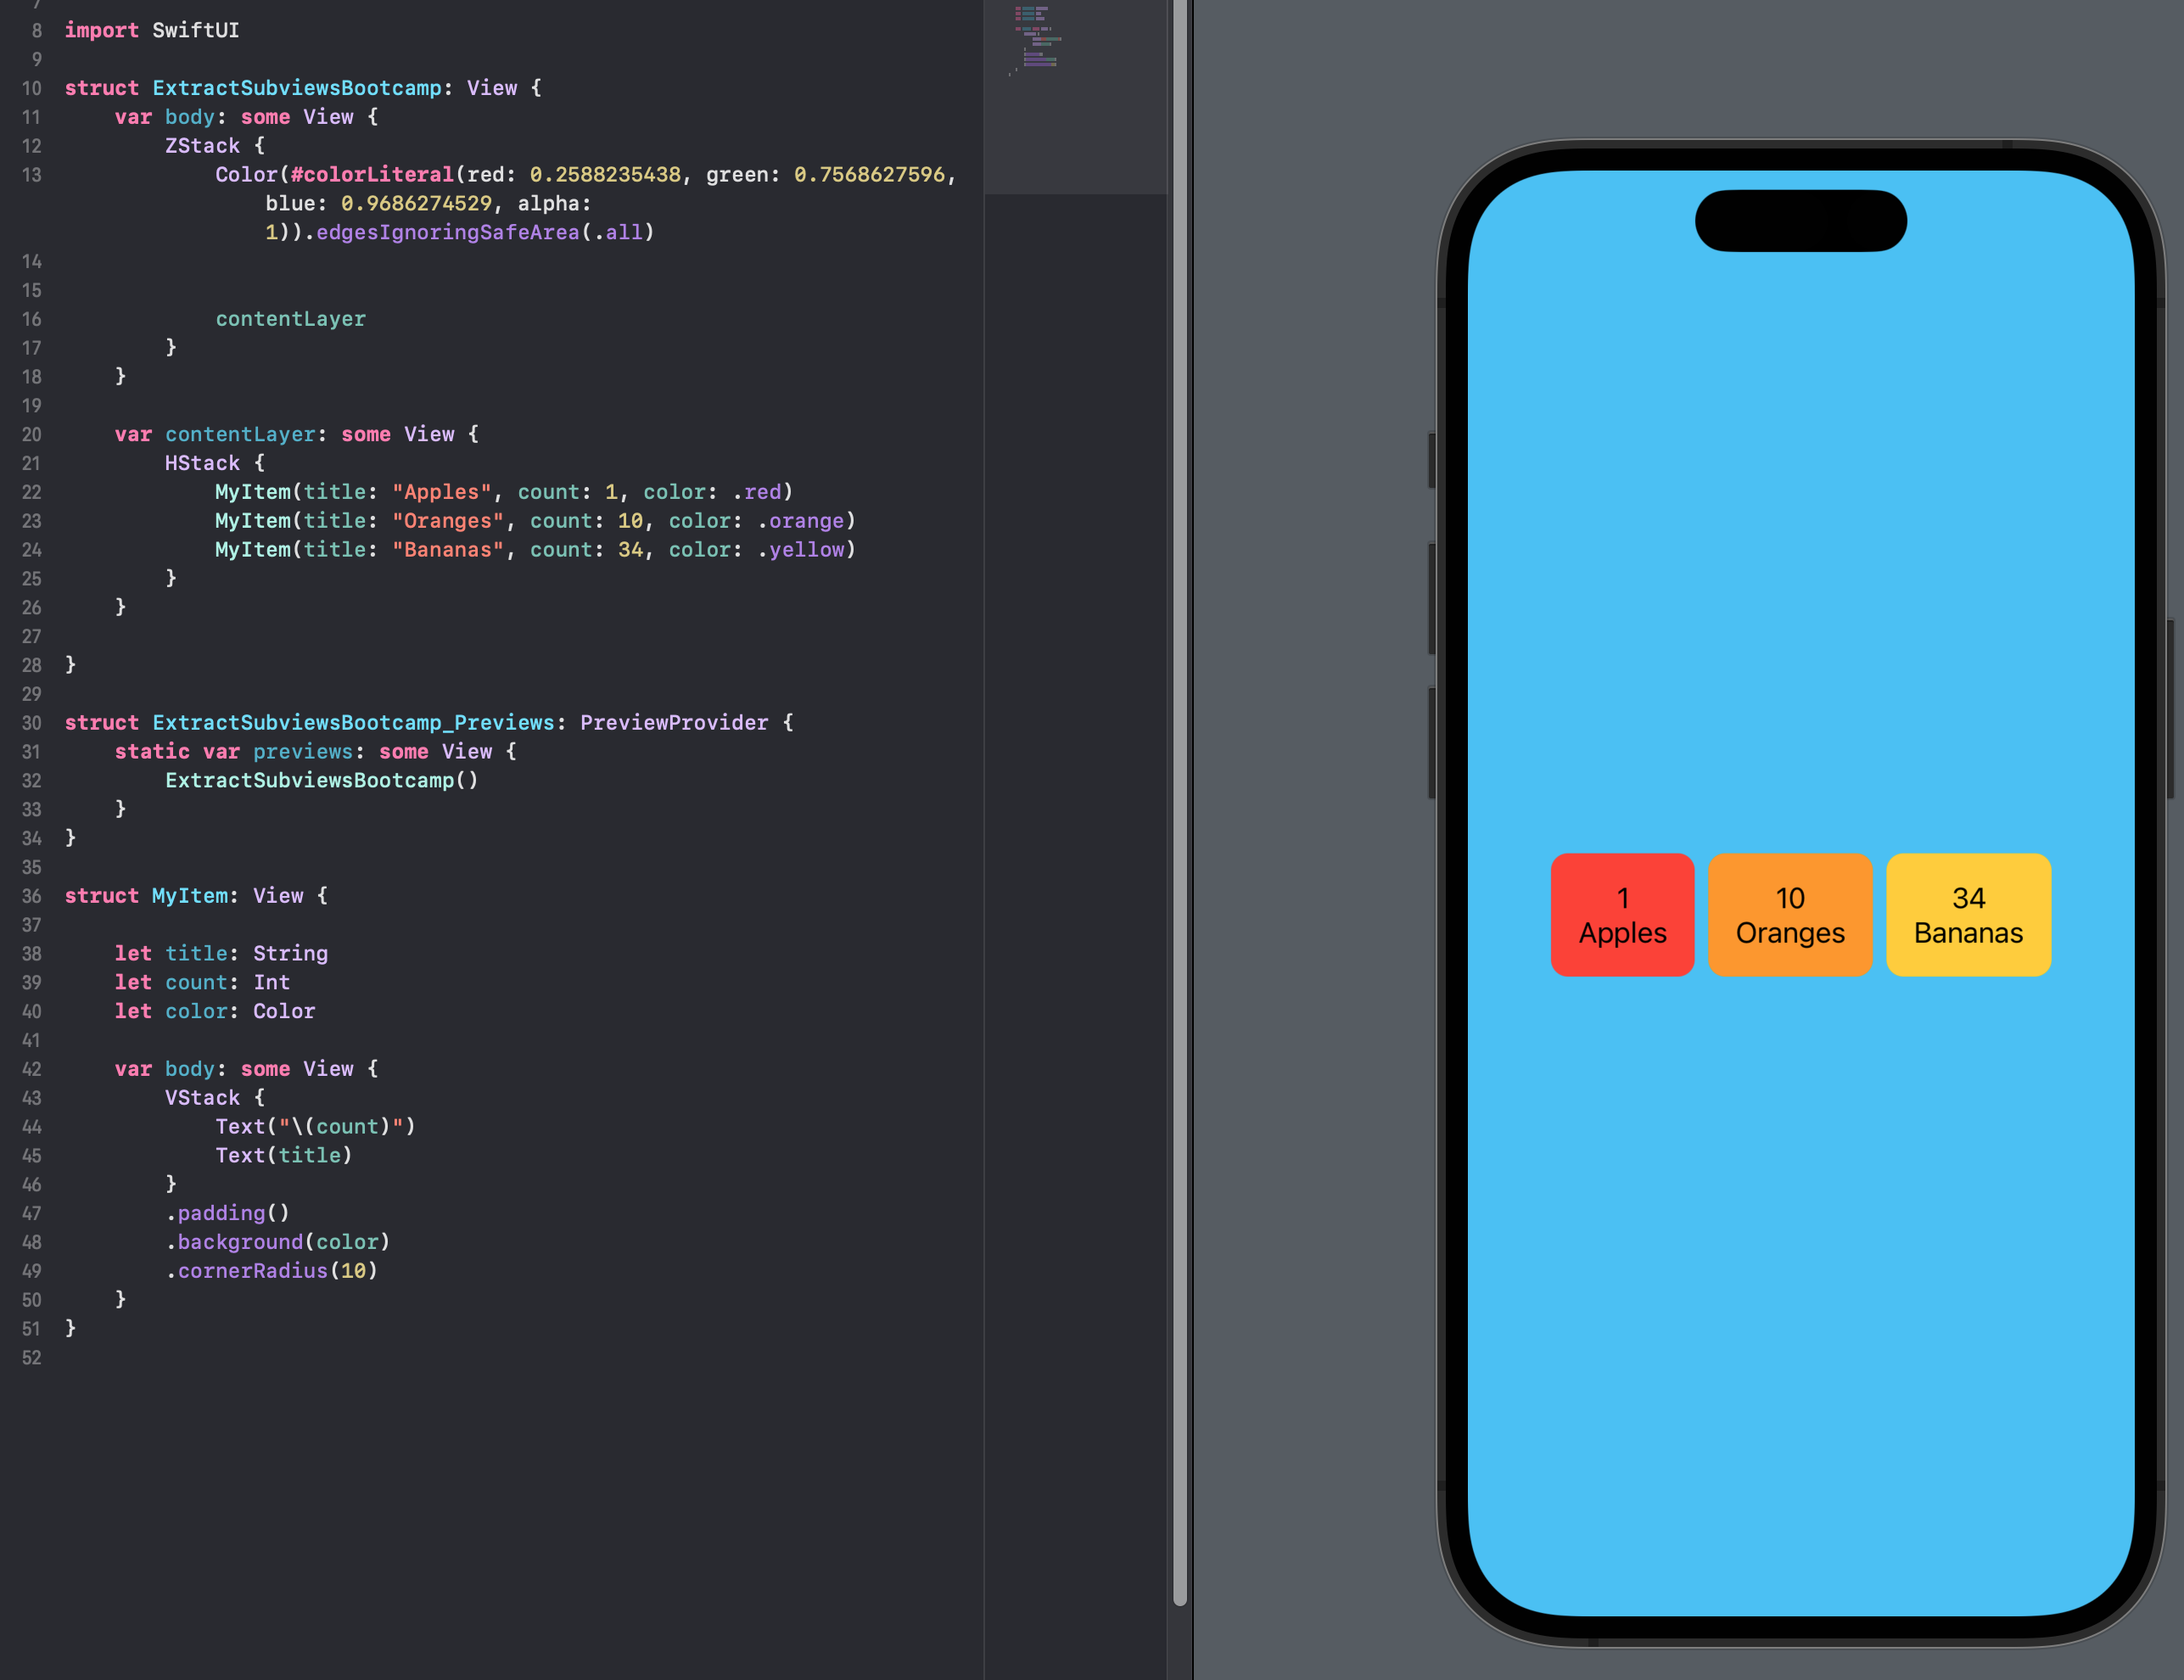 7
8 import SwiftUI
9
10 struct ExtractSubviewsBootcamp: View {
11     var body: some View {
12         ZStack {
13             Color(#colorLiteral(red: 0.2588235438, green: 0.7568627596,
                blue: 0.9686274529, alpha:
                1)).edgesIgnoringSafeArea(.all)
14
15
16             contentLayer
17         }
18     }
19
20     var contentLayer: some View {
21         HStack {
22             MyItem(title: "Apples", count: 1, color: .red)
23             MyItem(title: "Oranges", count: 10, color: .orange)
24             MyItem(title: "Bananas", count: 34, color: .yellow)
25         }
26     }
27
28 }
29
30 struct ExtractSubviewsBootcamp_Previews: PreviewProvider {
31     static var previews: some View {
32         ExtractSubviewsBootcamp()
33     }
34 }
35
36 struct MyItem: View {
37
38     let title: String
39     let count: Int
40     let color: Color
41
42     var body: some View {
43         VStack {
44             Text("\(count)")
45             Text(title)
46         }
47         .padding()
48         .background(color)
49         .cornerRadius(10)
50     }
51 }
52
1
Apples
10
Oranges
34
Bananas